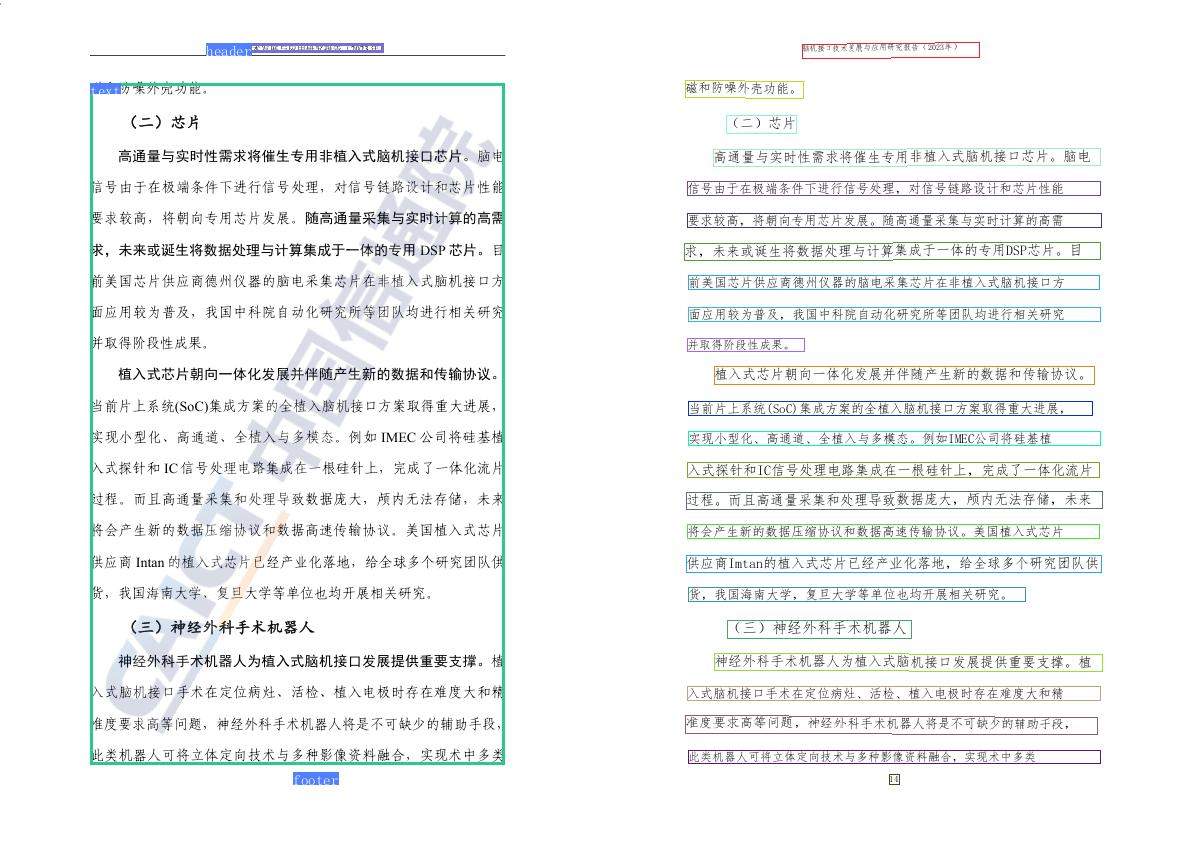 header
text 防噪外壳功能。
（二）芯片
高通量与实时性需求将催生专用非植入式脑机接口芯片。脑电
信号由于在极端条件下进行信号处理，对信号链路设计和芯片性能
要求较高，将朝向专用芯片发展。随高通量采集与实时计算的高需
求，未来或诞生将数据处理与计算集成于一体的专用 DSP 芯片。目
前美国芯片供应商德州仪器的脑电采集芯片在非植入式脑机接口方
面应用较为普及，我国中科院自动化研究所等团队均进行相关研究
并取得阶段性成果。
植入式芯片朝向一体化发展并伴随产生新的数据和传输协议。
当前片上系统(SoC)集成方案的全植入脑机接口方案取得重大进展，
实现小型化、高通道、全植入与多模态。例如 IMEC 公司将硅基植
入式探针和 IC 信号处理电路集成在一根硅针上，完成了一体化流片
过程。而且高通量采集和处理导致数据庞大，颅内无法存储，未来
将会产生新的数据压缩协议和数据高速传输协议。美国植入式芯片
供应商 Intan 的植入式芯片已经产业化落地，给全球多个研究团队供
货，我国海南大学、复旦大学等单位也均开展相关研究。
（三）神经外科手术机器人
神经外科手术机器人为植入式脑机接口发展提供重要支撑。植
入式脑机接口手术在定位病灶、活检、植入电极时存在难度大和精
准度要求高等问题，神经外科手术机器人将是不可缺少的辅助手段，
此类机器人可将立体定向技术与多种影像资料融合，实现术中多类
footer
CAICT 中国信通院
脑机接口技术发展与应用研究报告（2023年）
磁和防噪外壳功能。
（二）芯片
高通量与实时性需求将催生专用非植入式脑机接口芯片。脑电
信号由于在极端条件下进行信号处理，对信号链路设计和芯片性能
要求较高，将朝向专用芯片发展。随高通量采集与实时计算的高需
求，未来或诞生将数据处理与计算集成于一体的专用DSP芯片。目
前美国芯片供应商德州仪器的脑电采集芯片在非植入式脑机接口方
面应用较为普及，我国中科院自动化研究所等团队均进行相关研究
并取得阶段性成果。
植入式芯片朝向一体化发展并伴随产生新的数据和传输协议。
当前片上系统(SoC)集成方案的全植入脑机接口方案取得重大进展，
实现小型化、高通道、全植入与多模态。例如IMEC公司将硅基植
入式探针和IC信号处理电路集成在一根硅针上，完成了一体化流片
过程。而且高通量采集和处理导致数据庞大，颅内无法存储，未来
将会产生新的数据压缩协议和数据高速传输协议。美国植入式芯片
供应商Imtan的植入式芯片已经产业化落地，给全球多个研究团队供
货，我国海南大学，复旦大学等单位也均开展相关研究。
（三）神经外科手术机器人
神经外科手术机器人为植入式脑机接口发展提供重要支撑。植
入式脑机接口手术在定位病灶、活检、植入电极时存在难度大和精
准度要求高等问题，神经外科手术机器人将是不可缺少的辅助手段，
此类机器人可将立体定向技术与多种影像资料融合，实现术中多类
14